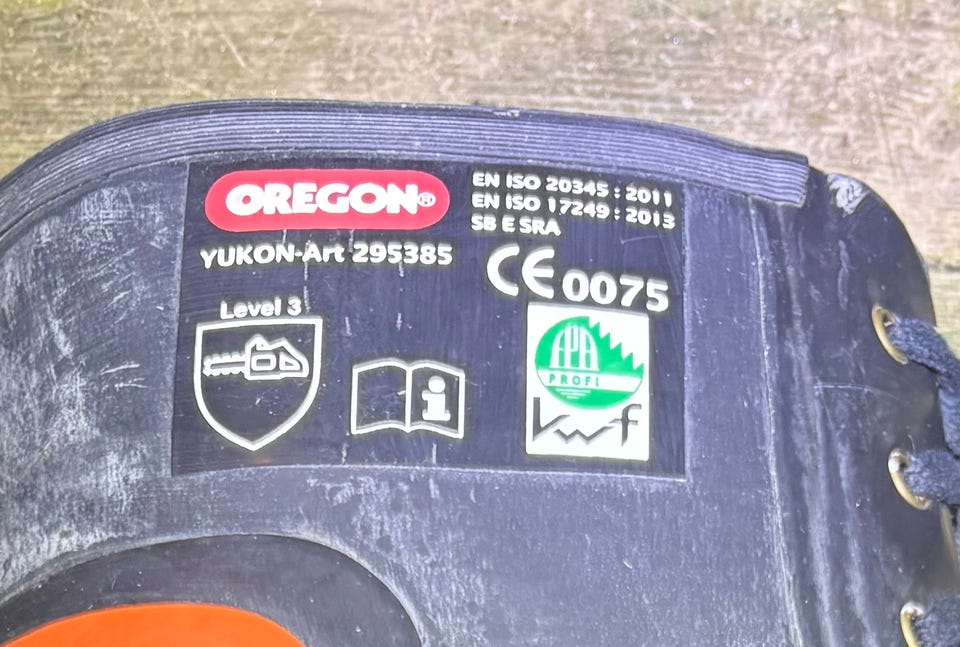 OREGON®
YUKON-Art 295385
EN ISO 20345 : 2011
EN ISO 17249 : 2013
SB E SRA
CE 0075
Level 3
i
FPA
PROFI
kwf